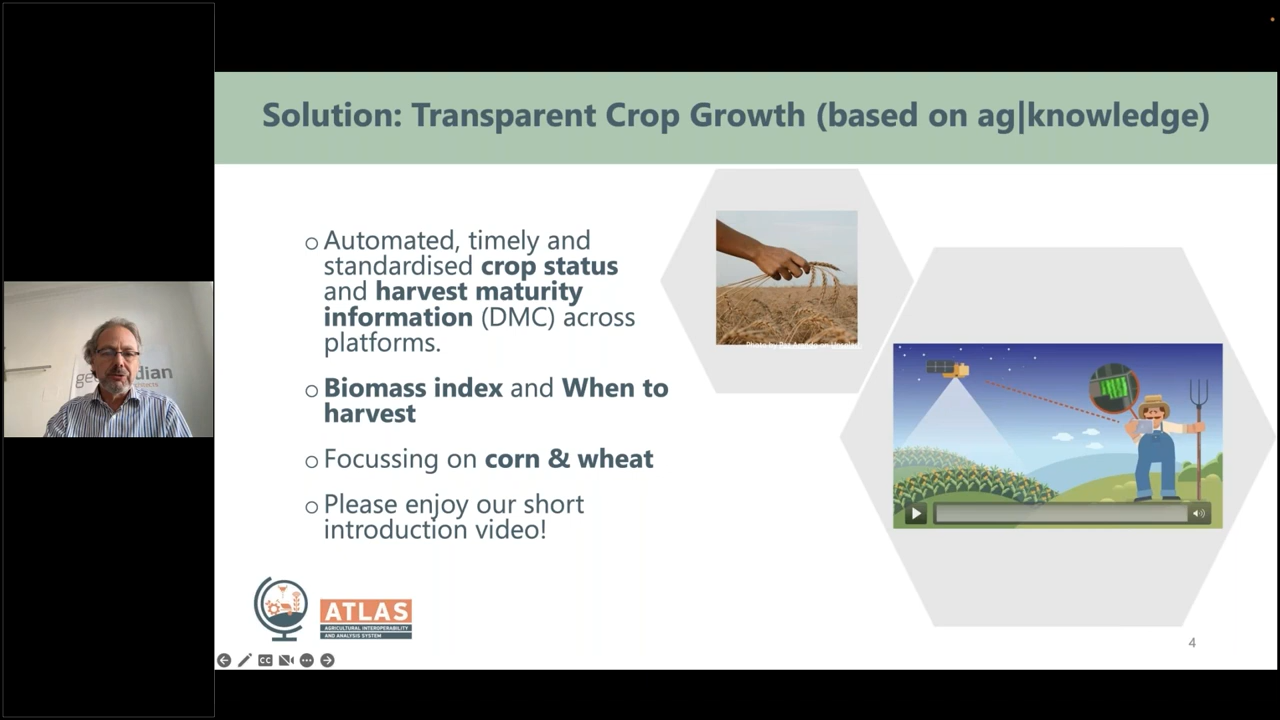 Solution: Transparent Crop Growth (based on ag|knowledge)
o Automated, timely and
standardised crop status
and harvest maturity
information (DMC) across
platforms.
o Biomass index and When to
harvest
o Focussing on corn & wheat
o Please enjoy our short
introduction video!
ATLAS
AGRICULTURAL INTEROPERABILITY
AND ANALYSIS SYSTEM
CC
4